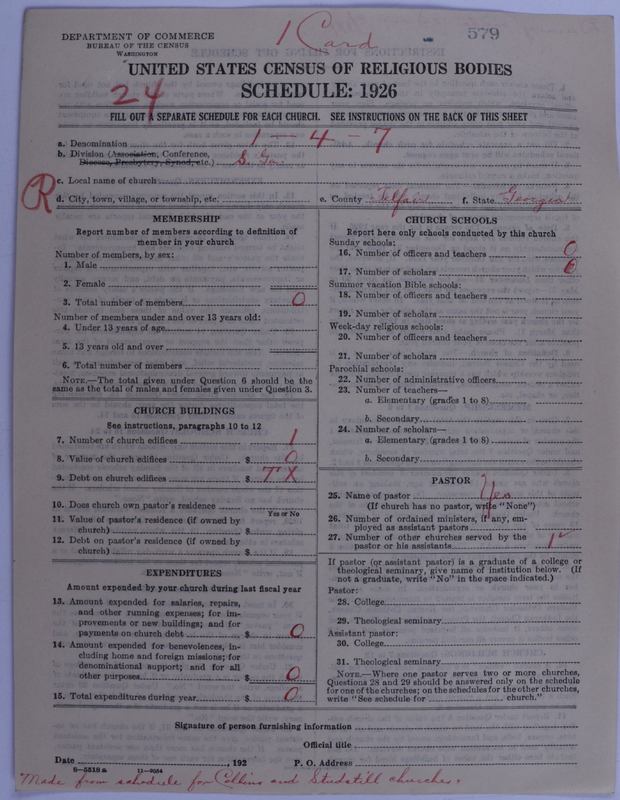 1 Card
579
DEPARTMENT OF COMMERCE
BUREAU OF THE CENSUS
WASHINGTON
UNITED STATES CENSUS OF RELIGIOUS BODIES
SCHEDULE: 1926
24
FILL OUT A SEPARATE SCHEDULE FOR EACH CHURCH. SEE INSTRUCTIONS ON THE BACK OF THIS SHEET
a. Denomination 1-4-7
b. Division (Association, Conference, Diocese, Presbytery, Synod, etc.) S. Geo
R
c. Local name of church
d. City, town, village, or township, etc. e. County Telfair f. State Georgia
MEMBERSHIP
Report number of members according to definition of
member in your church
Number of members, by sex:
1. Male
2. Female
3. Total number of members 0
Number of members under and over 13 years old:
4. Under 13 years of age
5. 13 years old and over
6. Total number of members
NOTE.—The total given under Question 6 should be the
same as the total of males and females given under Question 3.
CHURCH BUILDINGS
See instructions, paragraphs 10 to 12
7. Number of church edifices 1
8. Value of church edifices $ 0
9. Debt on church edifices $ X
10. Does church own pastor's residence
Yes or No
11. Value of pastor's residence (if owned by
church) $
12. Debt on pastor's residence (if owned by
church) $
EXPENDITURES
Amount expended by your church during last fiscal year
13. Amount expended for salaries, repairs,
and other running expenses; for im-
provements or new buildings; and for
payments on church debt $ 0
14. Amount expended for benevolences, in-
cluding home and foreign missions; for
denominational support; and for all
other purposes $ 0
15. Total expenditures during year $ 0
CHURCH SCHOOLS
Report here only schools conducted by this church
Sunday schools:
16. Number of officers and teachers 0
17. Number of scholars 0
Summer vacation Bible schools:
18. Number of officers and teachers
19. Number of scholars
Week-day religious schools:
20. Number of officers and teachers
21. Number of scholars
Parochial schools:
22. Number of administrative officers
23. Number of teachers—
a. Elementary (grades 1 to 8)
b. Secondary
24. Number of scholars—
a. Elementary (grades 1 to 8)
b. Secondary
PASTOR
25. Name of pastor Yes
(If church has no pastor, write "None")
26. Number of ordained ministers, if any, em-
ployed as assistant pastors
27. Number of other churches served by the
pastor or his assistants 1
If pastor (or assistant pastor) is a graduate of a college or
theological seminary, give name of institution below. (If
not a graduate, write "No" in the space indicated.)
Pastor:
28. College
29. Theological seminary
Assistant pastor:
30. College
31. Theological seminary
NOTE.—Where one pastor serves two or more churches,
Questions 28 and 29 should be answered only on the schedule
for one of the churches; on the schedules for the other churches,
write "See schedule for church."
Signature of person furnishing information
Official title
Date , 192 P. O. Address
8-5518a 11-9054
Made from schedule for Collins and Studstill churches.